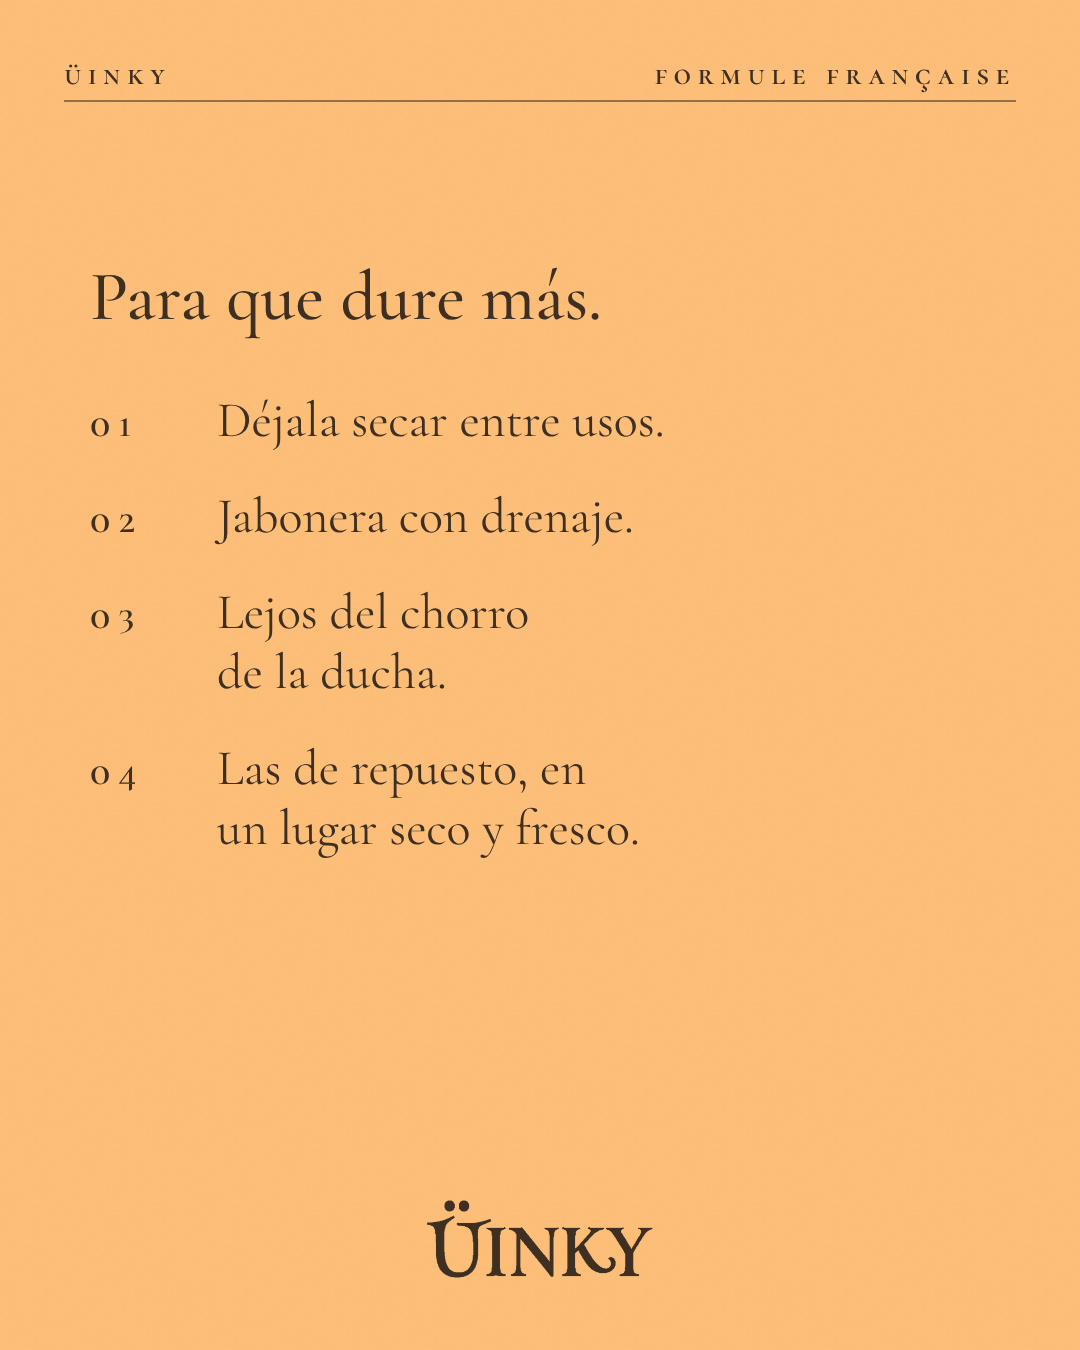 ÜINKY FORMULE FRANÇAISE
Para que dure más.
01 Déjala secar entre usos.
02 Jabonera con drenaje.
03 Lejos del chorro
de la ducha.
04 Las de repuesto, en
un lugar seco y fresco.
ÜINKY